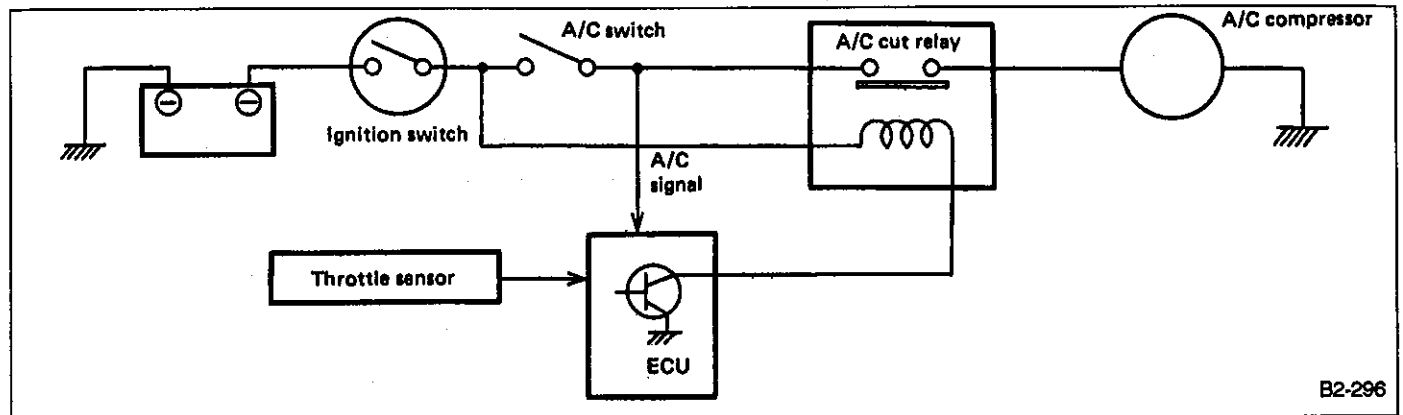 A/C switch
A/C cut relay
A/C compressor
Ignition switch
A/C
signal
Throttle sensor
ECU
B2-296